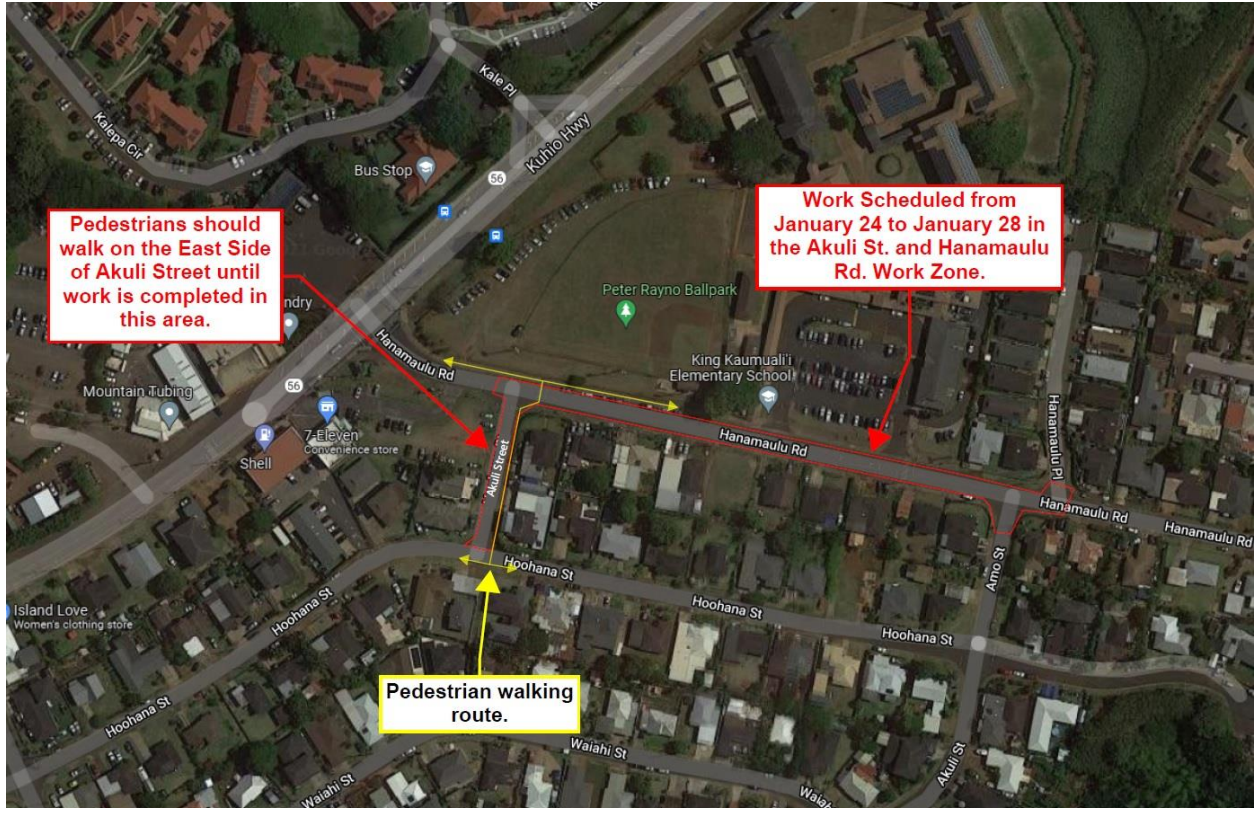 Kale Pl
Kalepa Cir
Bus Stop
Kuhio Hwy
56
Pedestrians should
walk on the East Side
of Akuli Street until
work is completed in
this area.
Work Scheduled from
January 24 to January 28 in
the Akuli St. and Hanamaulu
Rd. Work Zone.
Peter Rayno Ballpark
ndry
Hanamaulu Rd
King Kaumuali'i
Elementary School
56
Mountain Tubing
7-Eleven
Convenience store
Shell
Akuli Street
Hanamaulu Rd
Hanamaulu Pl
Hanamaulu Rd
Hanamaulu Rd
Amo St
Hoohana St
Hoohana St
Hoohana St
Island Love
Women's clothing store
Pedestrian walking
route.
Hoohana St
Waiahi St
Waiahi St
Akuli St